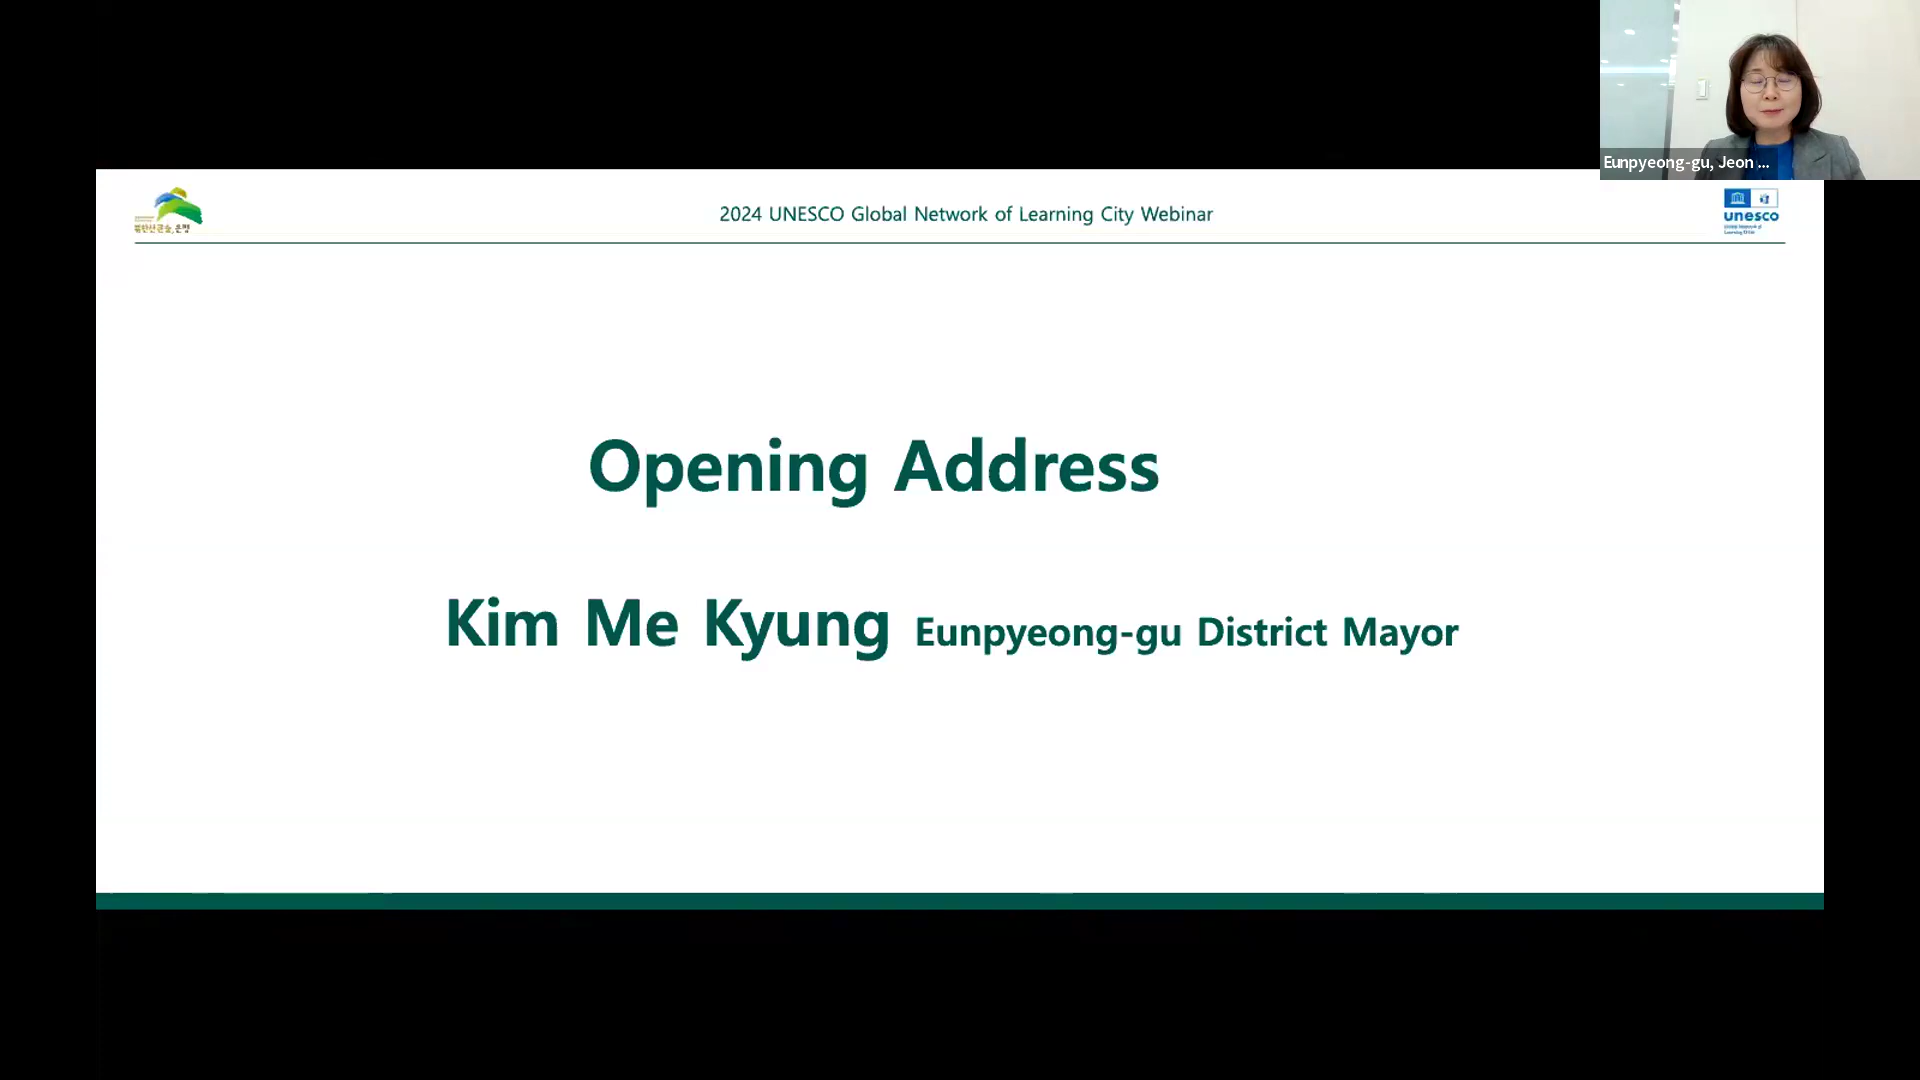 Eunpyeong-gu, Jeon ...
2024 UNESCO Global Network of Learning City Webinar
unesco
Opening Address
Kim Me Kyung Eunpyeong-gu District Mayor